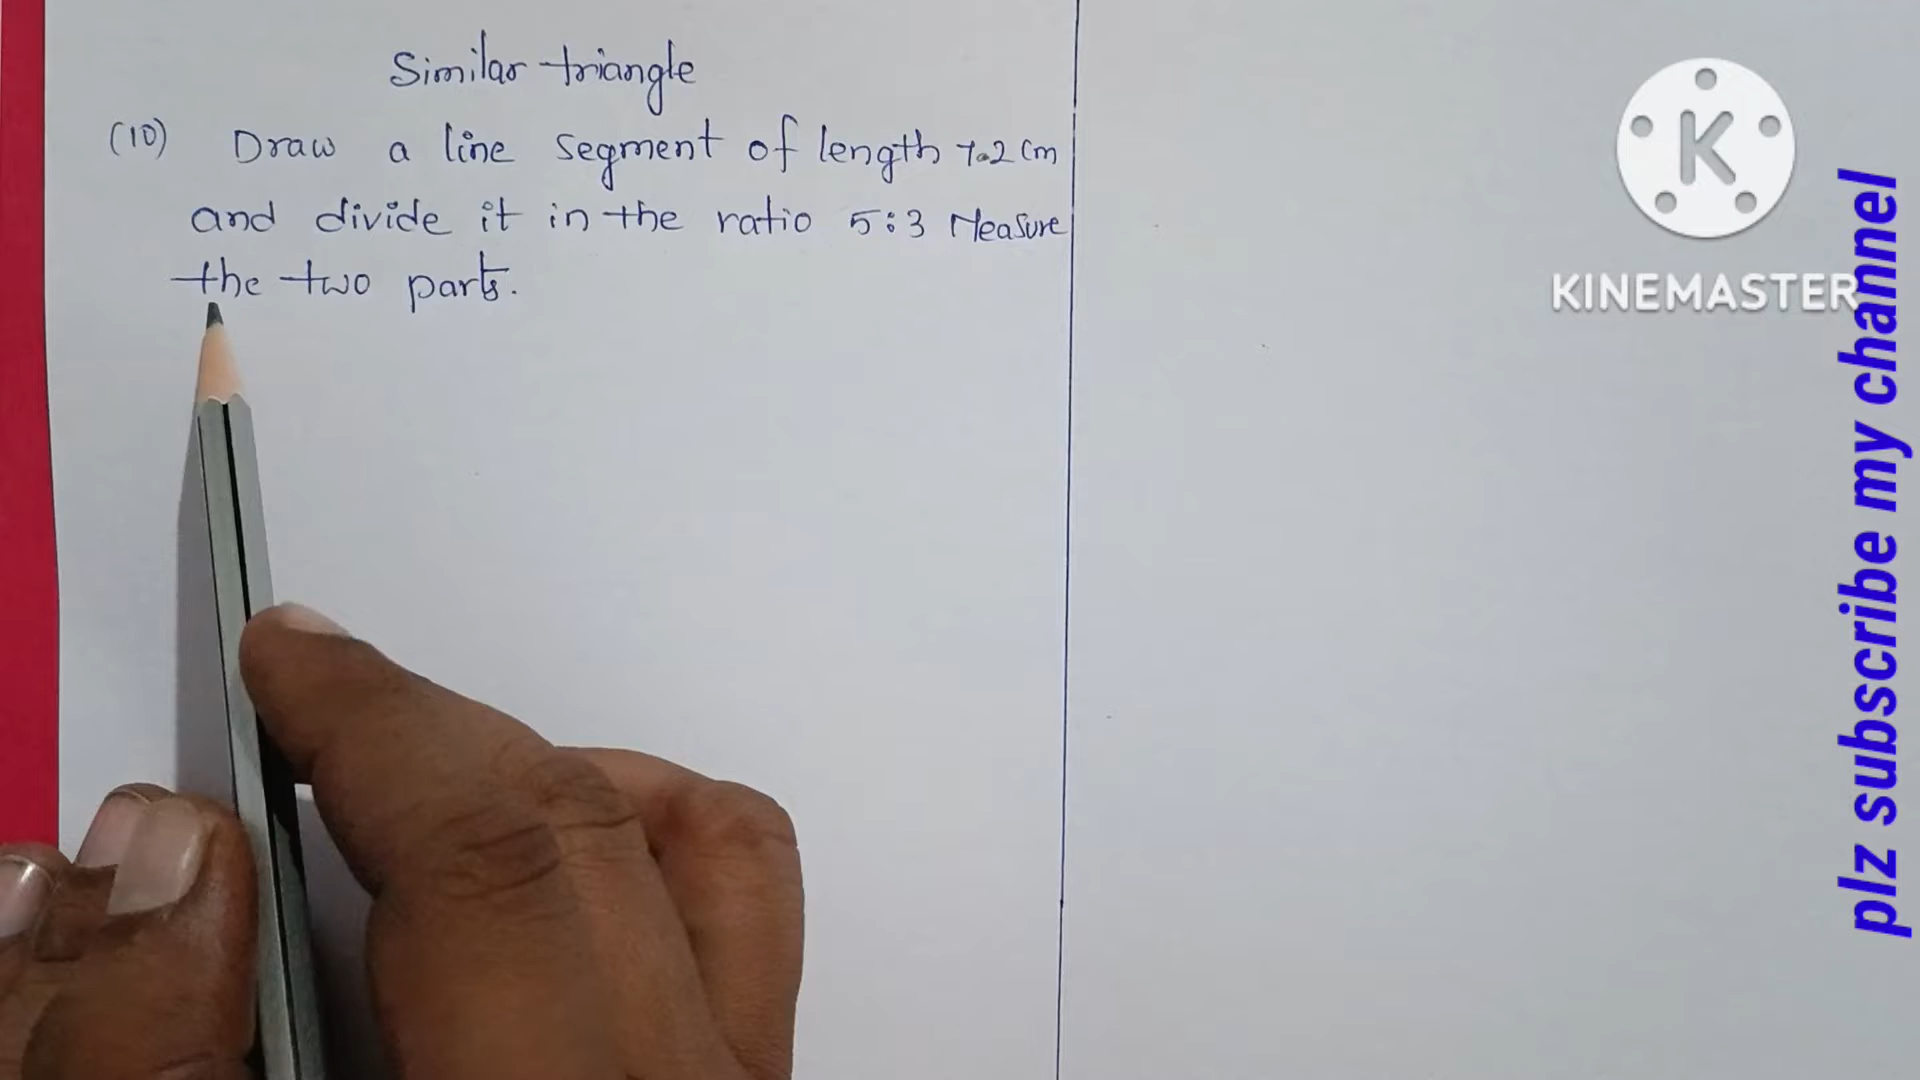 Similar triangle
(10) Draw a line segment of length 7.2 cm
and divide it in the ratio 5:3 Measure
the two parts.
K
KINEMASTER
plz subscribe my channel